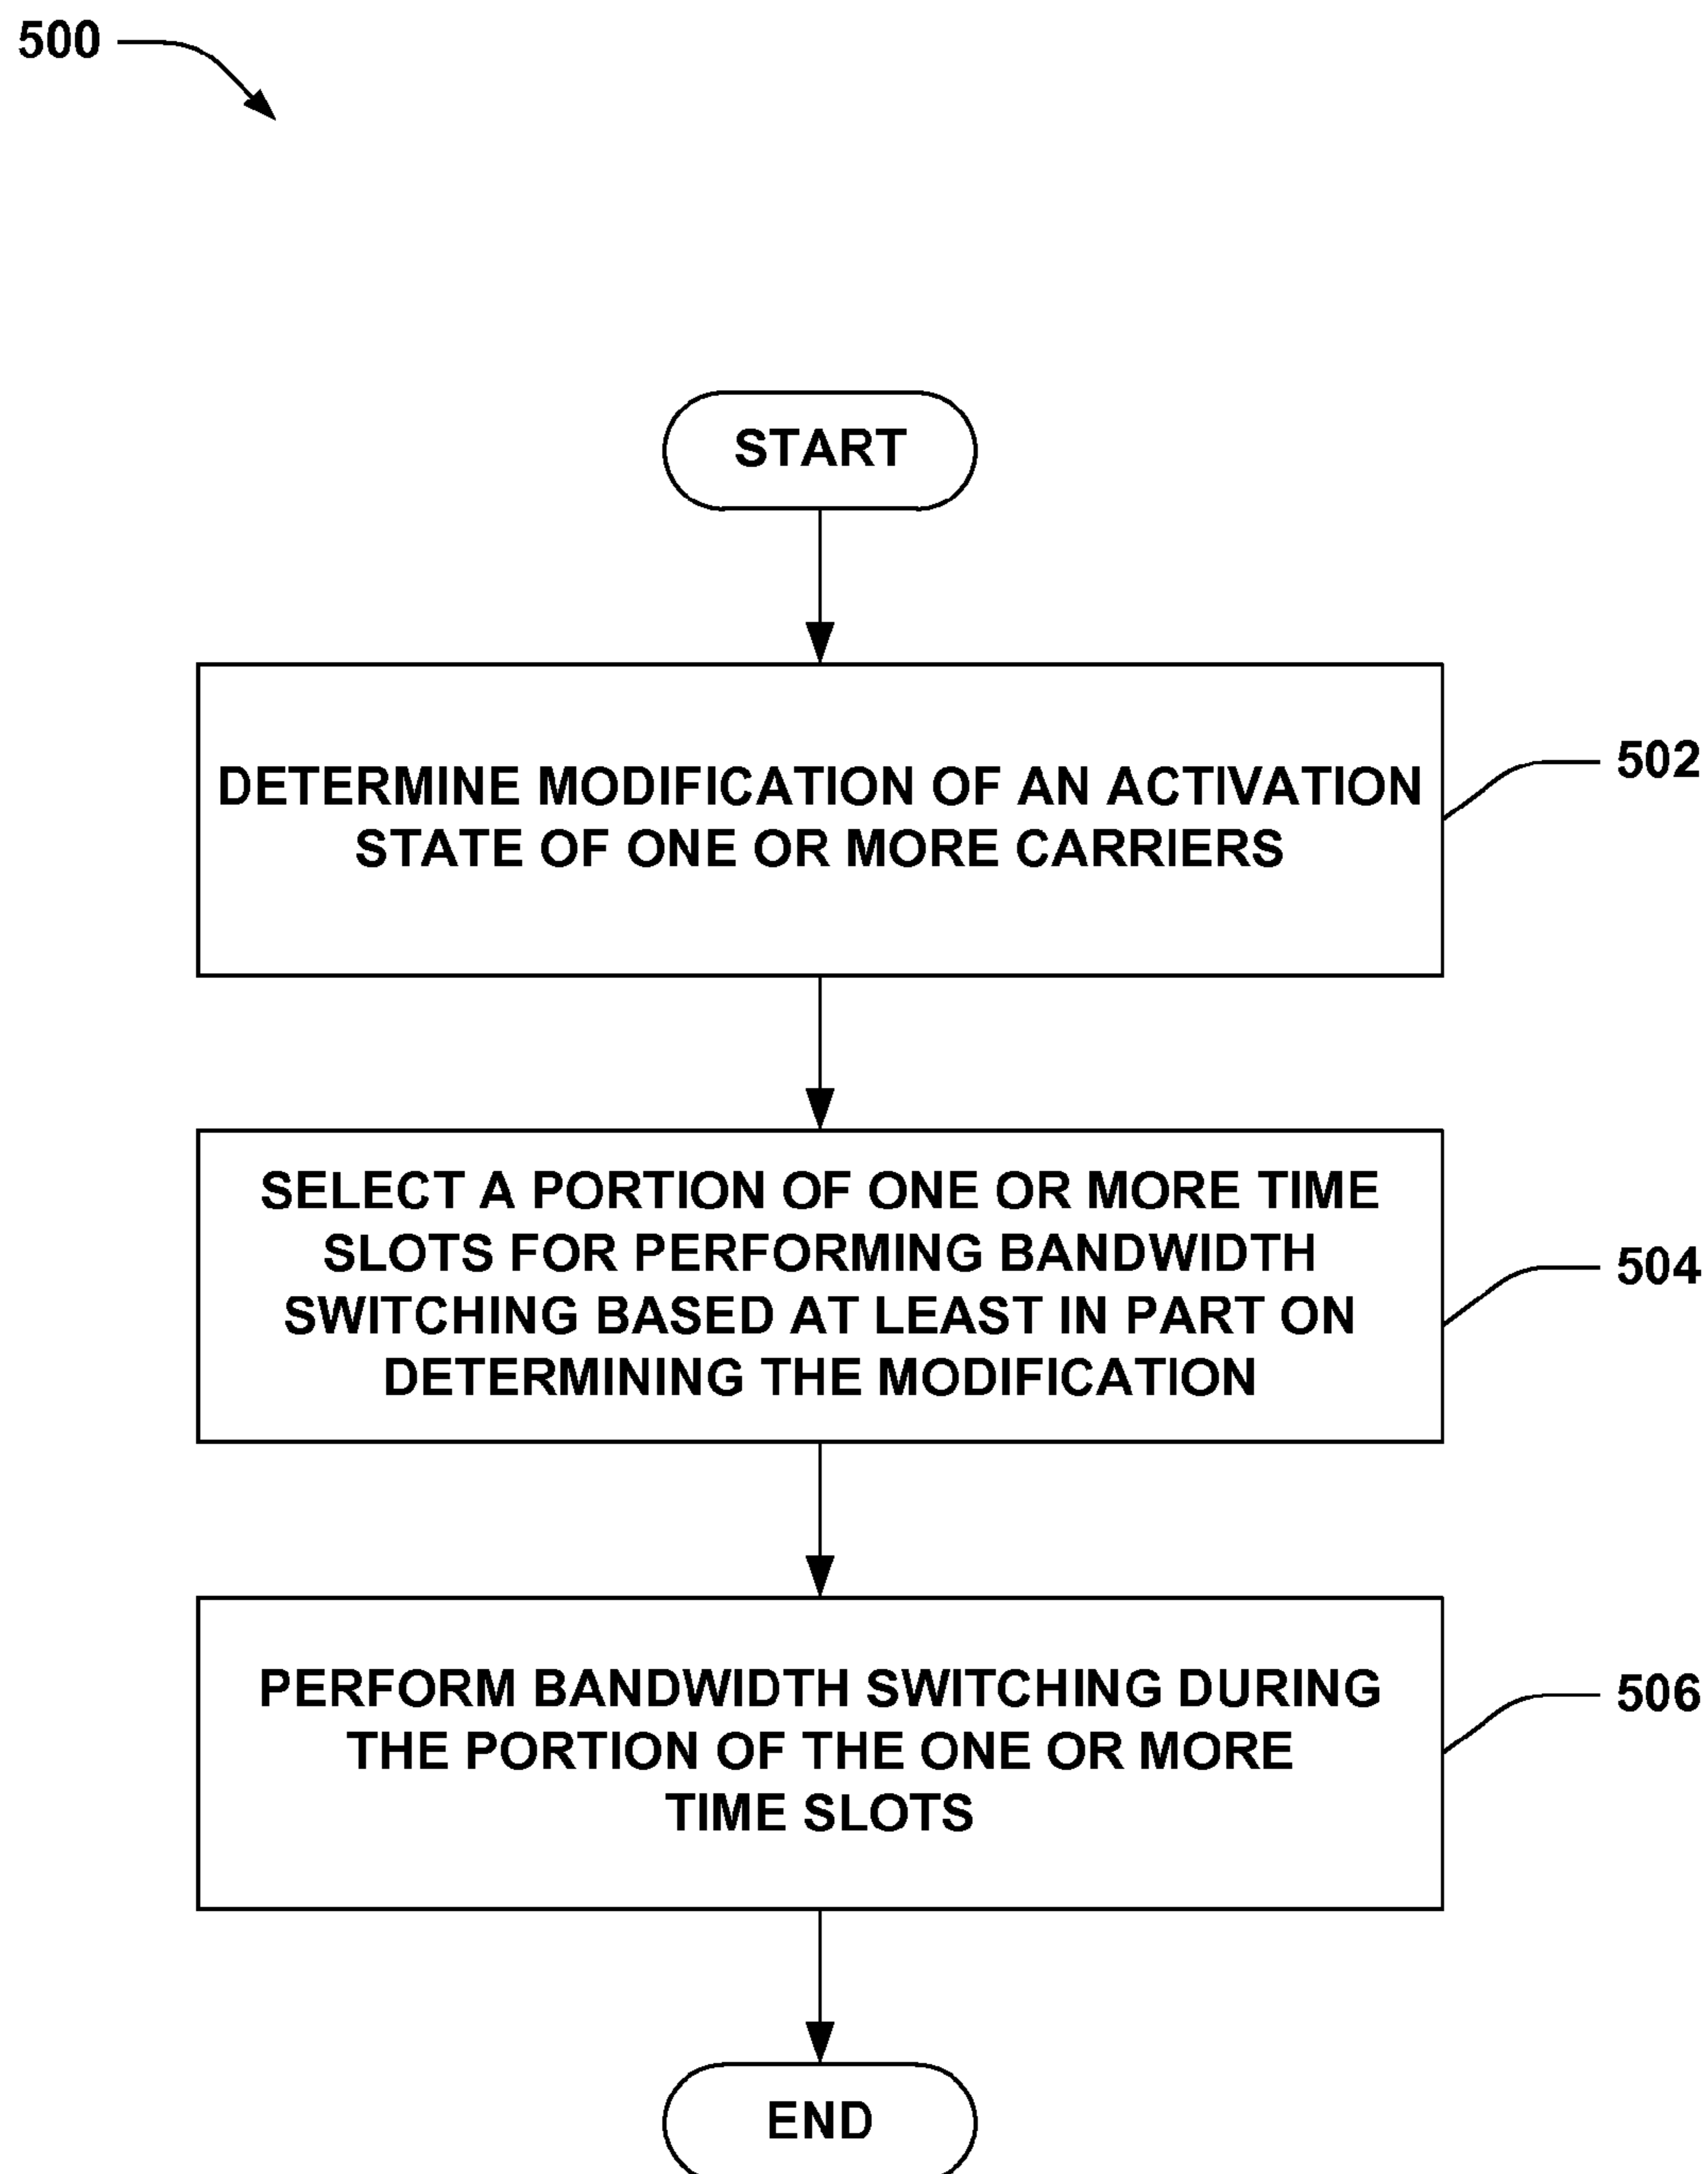 500
START
DETERMINE MODIFICATION OF AN ACTIVATION
STATE OF ONE OR MORE CARRIERS
502
SELECT A PORTION OF ONE OR MORE TIME
SLOTS FOR PERFORMING BANDWIDTH
SWITCHING BASED AT LEAST IN PART ON
DETERMINING THE MODIFICATION
504
PERFORM BANDWIDTH SWITCHING DURING
THE PORTION OF THE ONE OR MORE
TIME SLOTS
506
END